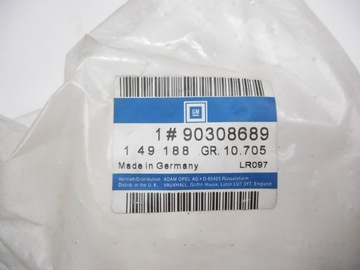 GM
1# 90308689
1 49 188 GR. 10.705
Made in Germany LR097
Vertrieb/Distribution ADAM OPEL AG • D 65423 Rüsselsheim
Distrib. in the U.K. VAUXHALL, Griffin House, Luton LU1 3YT, England